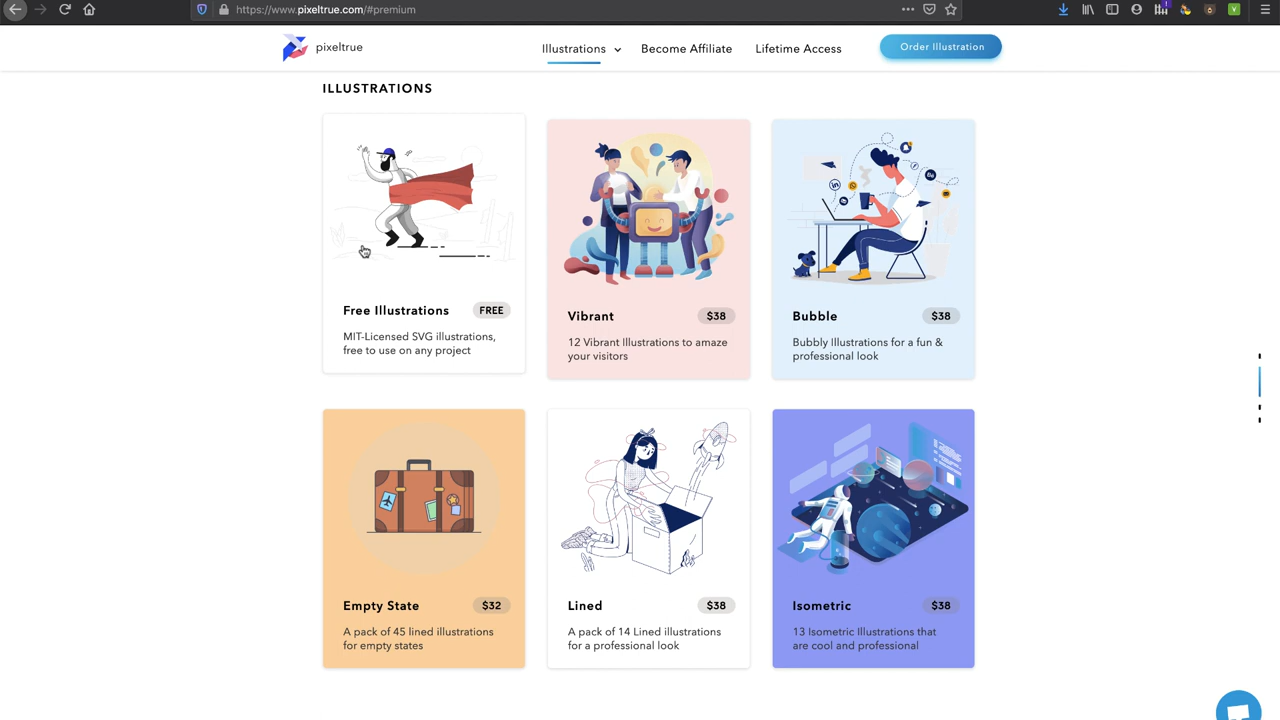 https://www.pixeltrue.com/#premium
pixeltrue
Illustrations
Become Affiliate
Lifetime Access
Order Illustration
ILLUSTRATIONS
Free Illustrations
FREE
MIT-Licensed SVG illustrations,
free to use on any project
Vibrant
$38
12 Vibrant Illustrations to amaze
your visitors
Bubble
$38
Bubbly Illustrations for a fun &
professional look
Empty State
$32
A pack of 45 lined illustrations
for empty states
Lined
$38
A pack of 14 Lined illustrations
for a professional look
Isometric
$38
13 Isometric Illustrations that
are cool and professional